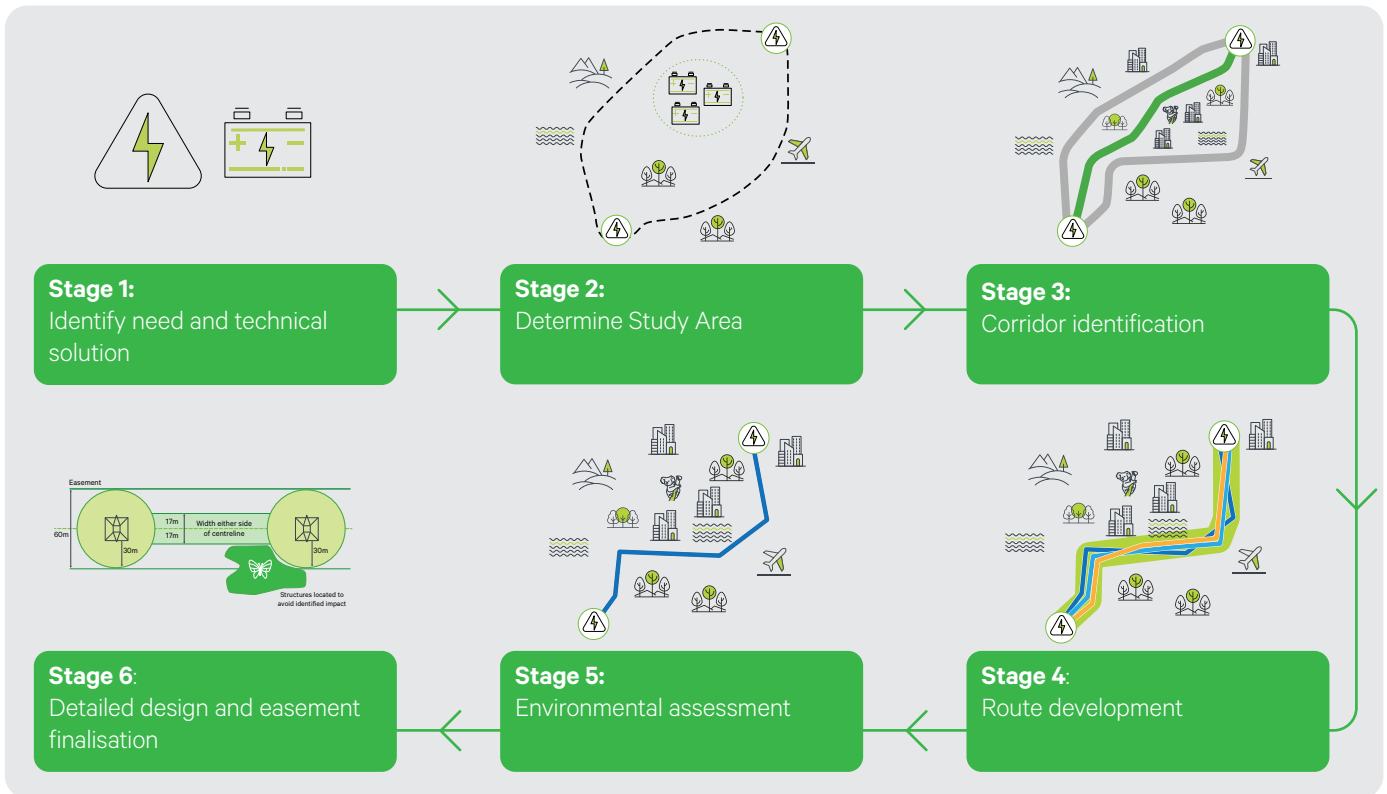 Stage 1:
Identify need and technical
solution
Stage 2:
Determine Study Area
Stage 3:
Corridor identification
Stage 4:
Route development
Stage 5:
Environmental assessment
Easement
60m
30m
17m
17m
Width either side
of centreline
30m
Structures located to
avoid identified impact
Stage 6:
Detailed design and easement
finalisation